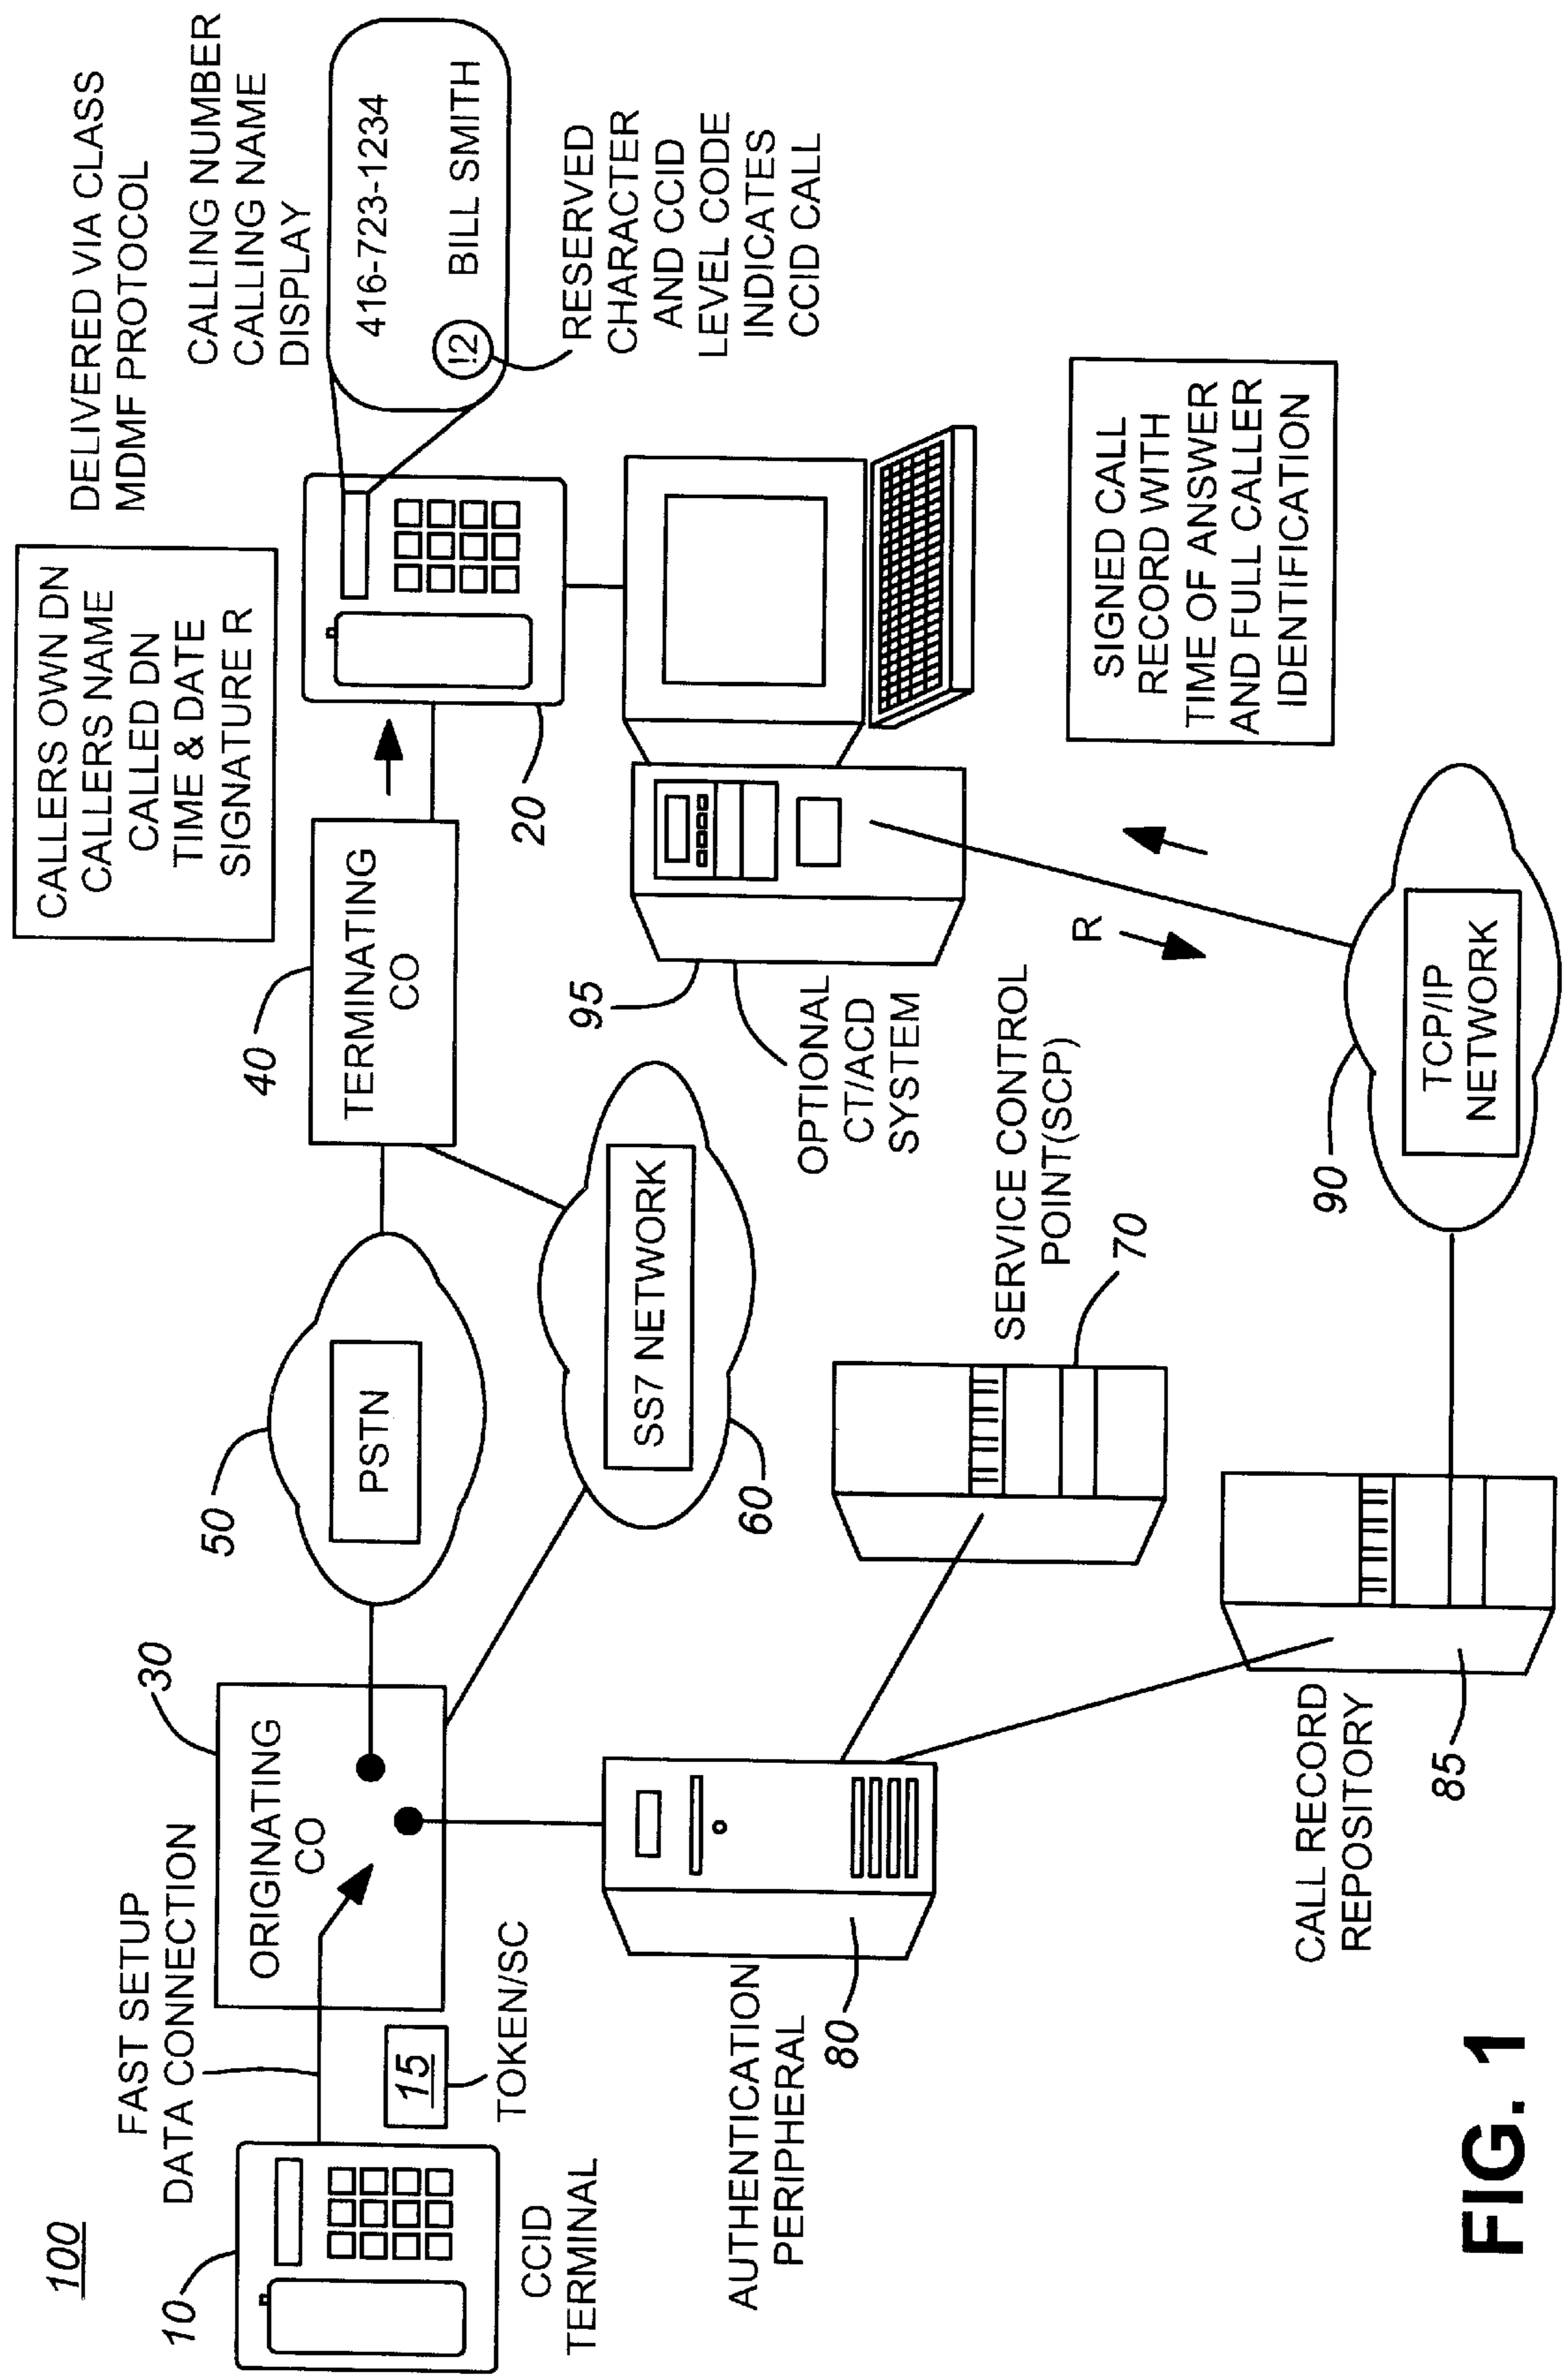 100
10
CCID
TERMINAL
FAST SETUP
DATA CONNECTION
15
TOKEN/SC
30
ORIGINATING
CO
50
PSTN
SS7 NETWORK
60
40
TERMINATING
CO
CALLERS OWN DN
CALLERS NAME
CALLED DN
TIME & DATE
SIGNATURE R
DELIVERED VIA CLASS
MDMF PROTOCOL
CALLING NUMBER
CALLING NAME
DISPLAY
416-723-1234
!2
BILL SMITH
RESERVED
CHARACTER
AND CCID
LEVEL CODE
INDICATES
CCID CALL
20
95
OPTIONAL
CT/ACD
SYSTEM
AUTHENTICATION
PERIPHERAL
80
SERVICE CONTROL
POINT(SCP)
70
CALL RECORD
REPOSITORY
85
90
TCP/IP
NETWORK
R
SIGNED CALL
RECORD WITH
TIME OF ANSWER
AND FULL CALLER
IDENTIFICATION
FIG. 1